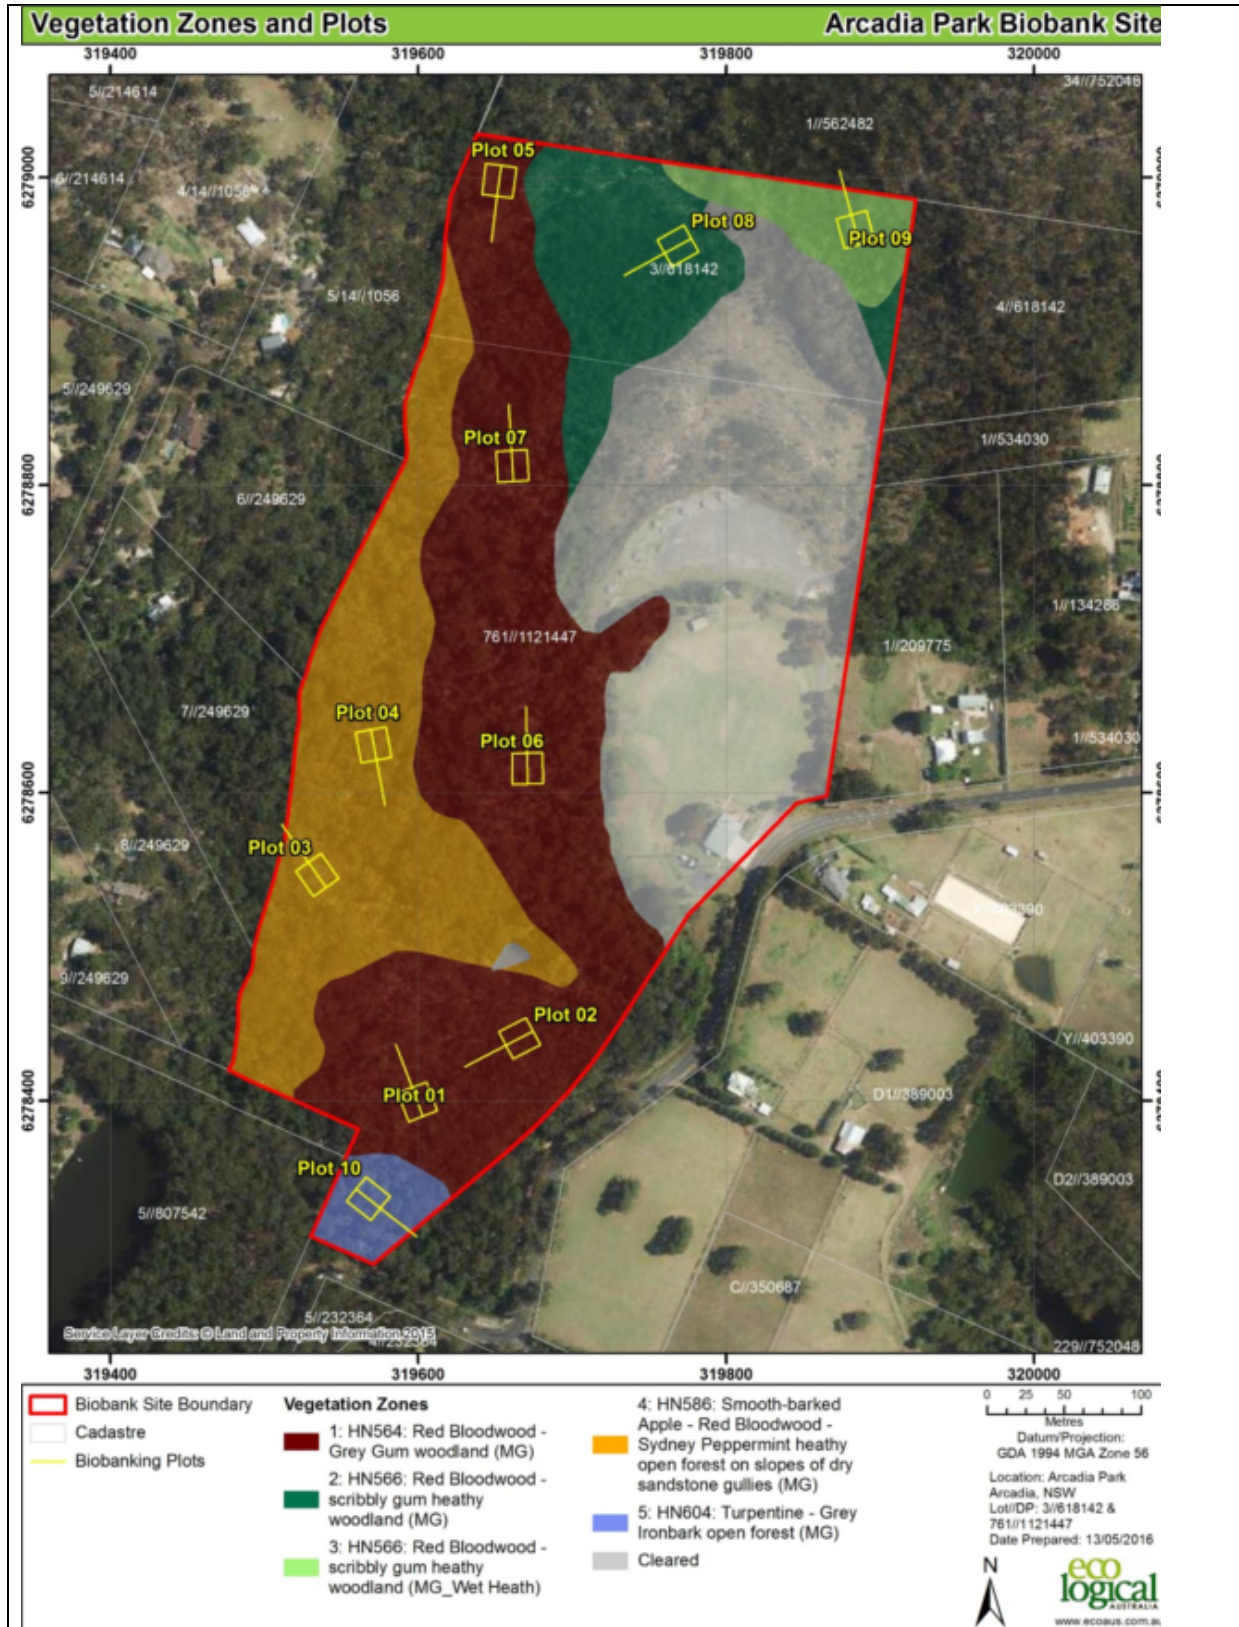 Vegetation Zones and Plots
Arcadia Park Biobank Site
319400 319600 319800 320000
34//752048
5//214614
1//562482
Plot 05
6279000
6//214614
4/14//1056
Plot 08
Plot 09
3//618142
5/14//1056
4//618142
5//249629
Plot 07
1//534030
6278800
6//249629
1//134286
761//1121447
1//209775
7//249629
Plot 04
Plot 06
1//534030
6278600
8//249629
Plot 03
X//403390
9//249629
Plot 02
Y//403390
Plot 01
D1//389003
6278400
Plot 10
D2//389003
5//807542
C//350687
5//232364
Service Layer Credits: © Land and Property Information 2015
4//232364
229//752048
319400 319600 319800 320000
Biobank Site Boundary
Cadastre
Biobanking Plots
Vegetation Zones
1: HN564: Red Bloodwood -
Grey Gum woodland (MG)
2: HN566: Red Bloodwood -
scribbly gum heathy
woodland (MG)
3: HN566: Red Bloodwood -
scribbly gum heathy
woodland (MG_Wet Heath)
4: HN586: Smooth-barked
Apple - Red Bloodwood -
Sydney Peppermint heathy
open forest on slopes of dry
sandstone gullies (MG)
5: HN604: Turpentine - Grey
Ironbark open forest (MG)
Cleared
0 25 50 100
Metres
Datum/Projection:
GDA 1994 MGA Zone 56
Location: Arcadia Park
Arcadia, NSW
Lot//DP: 3//618142 &
761//1121447
Date Prepared: 13/05/2016
N
eco
logical
AUSTRALIA
www.ecoaus.com.au